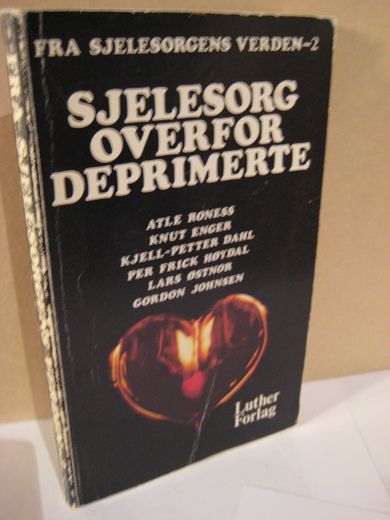 FRA SJELESORGENS VERDEN-2
SJELESORG
OVERFOR
DEPRIMERTE
ATLE RONESS
KNUT ENGER
KJELL-PETTER DAHL
PER FRICK HØYDAL
LARS ØSTNOR
GORDON JOHNSEN
Luther
Forlag